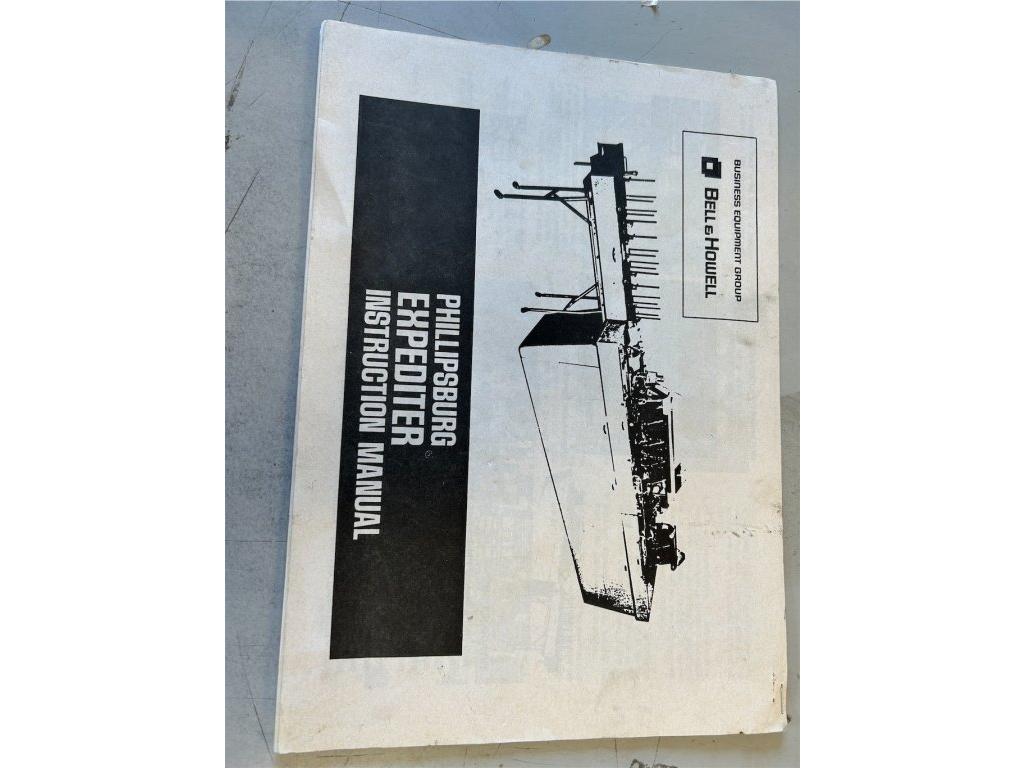 BUSINESS EQUIPMENT GROUP
BELL & HOWELL
PHILLIPSBURG
EXPEDITER®
INSTRUCTION MANUAL